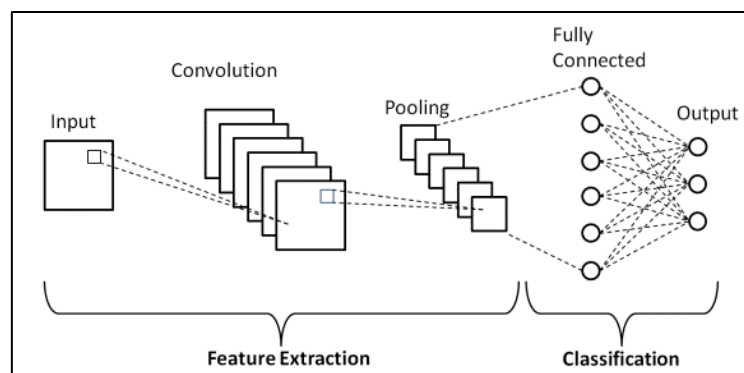 Input
Convolution
Pooling
Fully
Connected
Output
Feature Extraction
Classification